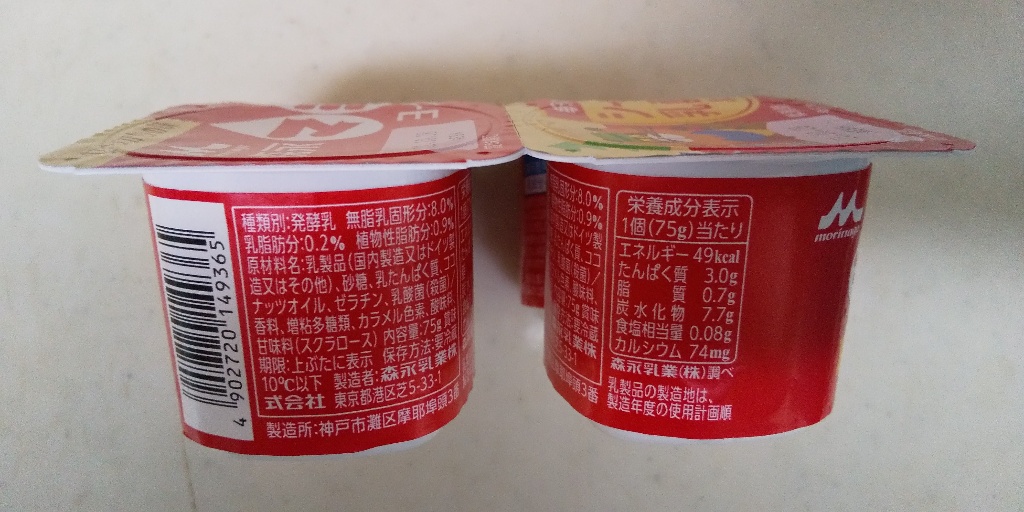 種類別:発酵乳 無脂乳固形分:8.0%
乳脂肪分:0.2% 植物性脂肪分:0.9%
原材料名:乳製品(国内製造又はドイツ製
造又はその他)、砂糖、乳たんぱく質、ココ
ナッツオイル、ゼラチン、乳酸菌(殺菌)/
香料、増粘多糖類、カラメル色素、酸味料、
甘味料(スクラロース) 内容量:75g 賞味
期限:上ぶたに表示 保存方法:要冷蔵
10℃以下 製造者:森永乳業株
式会社 東京都港区芝5-33-1
製造所:神戸市灘区摩耶埠頭3番
4 902720 149365
栄養成分表示
1個(75g)当たり
エネルギー 49kcal
たんぱく質 3.0g
脂質 0.7g
炭水化物 7.7g
食塩相当量 0.08g
カルシウム 74mg
森永乳業(株)調べ
乳製品の製造地は、
製造年度の使用計画順
morinaga